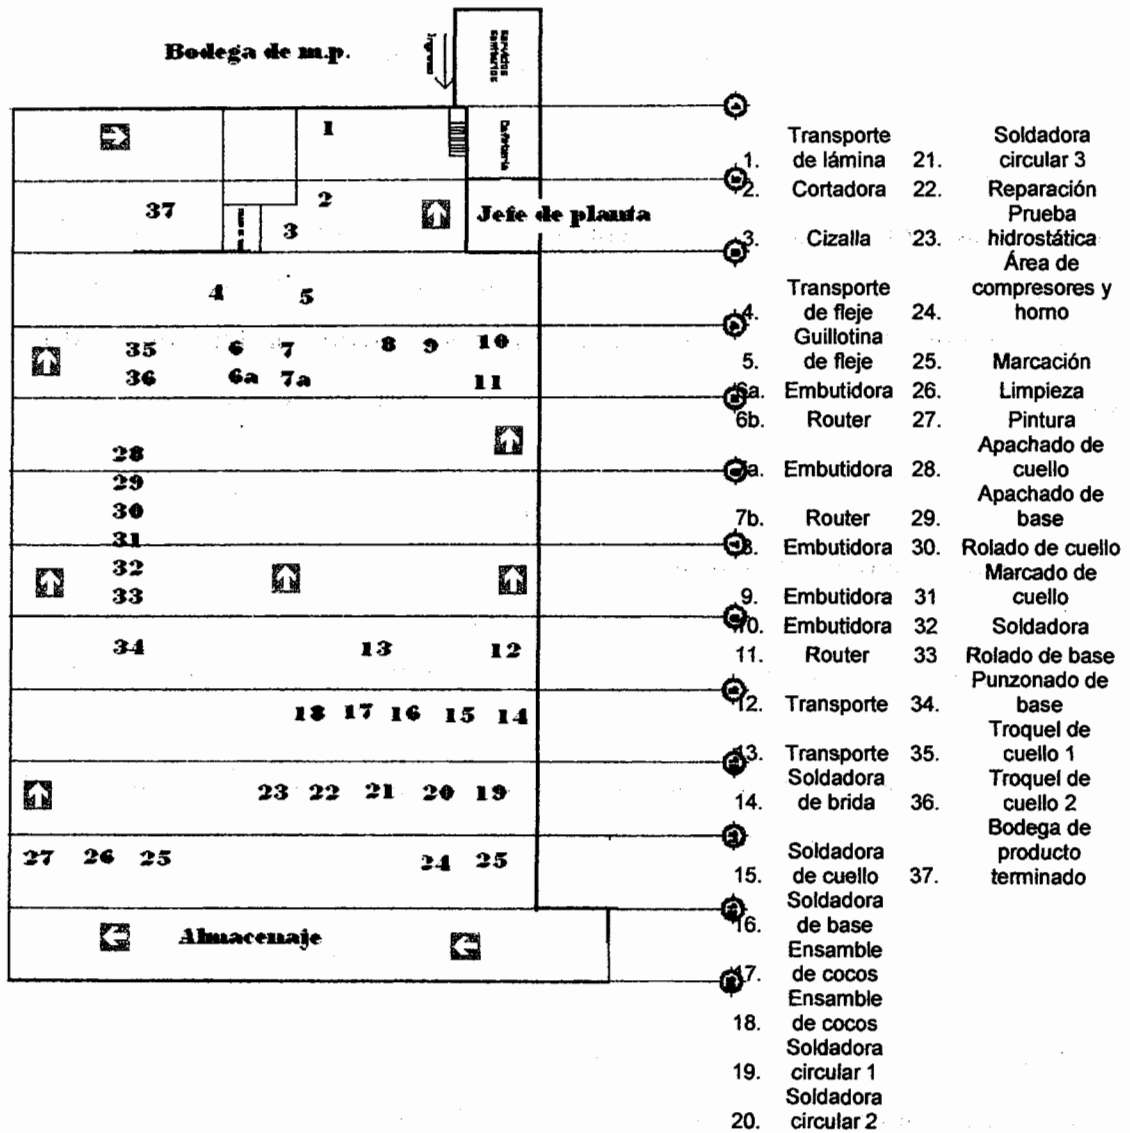 Bodega de m.p.
Ingreso
Servicios
sanitarios
Cafetería
1
2
37
3
Jefe de planta
4 5
35 6 7 8 9 10
36 6a 7a 11
28
29
30
31
32
33
34 13 12
18 17 16 15 14
23 22 21 20 19
27 26 25 24 25
Almacenaje
1. Transporte de lámina
2. Cortadora
3. Cizalla
4. Transporte de fleje
5. Guillotina de fleje
6a. Embutidora
6b. Router
7a. Embutidora
7b. Router
8. Embutidora
9. Embutidora
10. Embutidora
11. Router
12. Transporte
13. Transporte
14. Soldadora de brida
15. Soldadora de cuello
16. Soldadora de base
17. Ensamble de cocos
18. Ensamble de cocos
19. Soldadora circular 1
20. Soldadora circular 2
21. Soldadora circular 3
22. Reparación
23. Prueba hidrostática
24. Área de compresores y horno
25. Marcación
26. Limpieza
27. Pintura
28. Apachado de cuello
29. Apachado de base
30. Rolado de cuello
31 Marcado de cuello
32 Soldadora
33 Rolado de base
34. Punzonado de base
35. Troquel de cuello 1
36. Troquel de cuello 2
37. Bodega de producto terminado